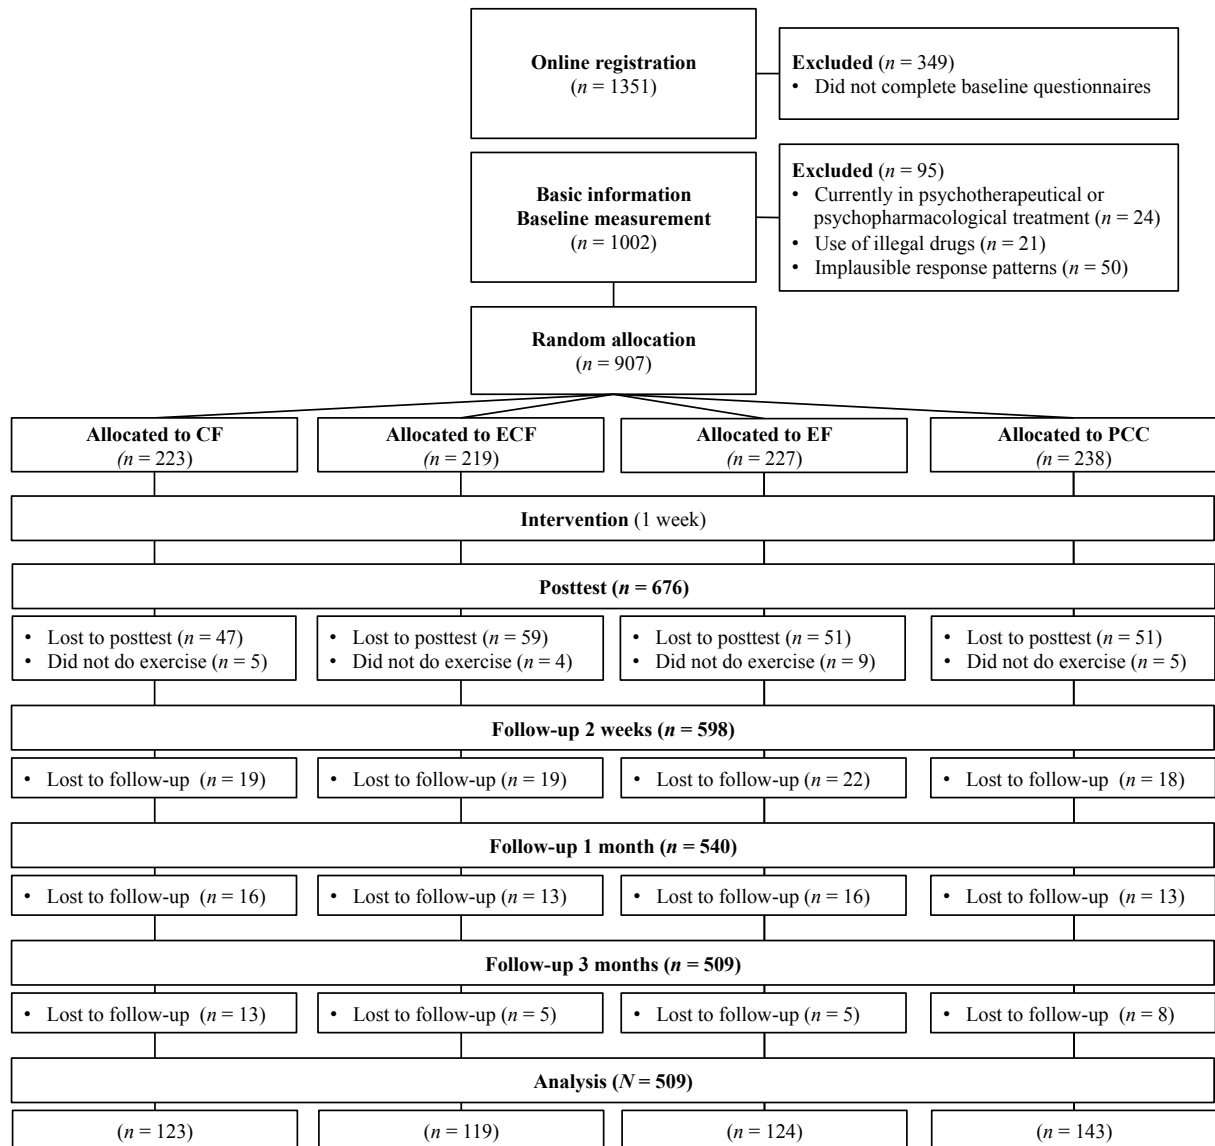 Online registration
(n = 1351)
Excluded (n = 349)
• Did not complete baseline questionnaires
Basic information
Baseline measurement
(n = 1002)
Excluded (n = 95)
• Currently in psychotherapeutical or
psychopharmacological treatment (n = 24)
• Use of illegal drugs (n = 21)
• Implausible response patterns (n = 50)
Random allocation
(n = 907)
Allocated to CF
(n = 223)
Allocated to ECF
(n = 219)
Allocated to EF
(n = 227)
Allocated to PCC
(n = 238)
Intervention (1 week)
Posttest (n = 676)
• Lost to posttest (n = 47)
• Did not do exercise (n = 5)
• Lost to posttest (n = 59)
• Did not do exercise (n = 4)
• Lost to posttest (n = 51)
• Did not do exercise (n = 9)
• Lost to posttest (n = 51)
• Did not do exercise (n = 5)
Follow-up 2 weeks (n = 598)
• Lost to follow-up (n = 19)
• Lost to follow-up (n = 19)
• Lost to follow-up (n = 22)
• Lost to follow-up (n = 18)
Follow-up 1 month (n = 540)
• Lost to follow-up (n = 16)
• Lost to follow-up (n = 13)
• Lost to follow-up (n = 16)
• Lost to follow-up (n = 13)
Follow-up 3 months (n = 509)
• Lost to follow-up (n = 13)
• Lost to follow-up (n = 5)
• Lost to follow-up (n = 5)
• Lost to follow-up (n = 8)
Analysis (N = 509)
(n = 123)
(n = 119)
(n = 124)
(n = 143)